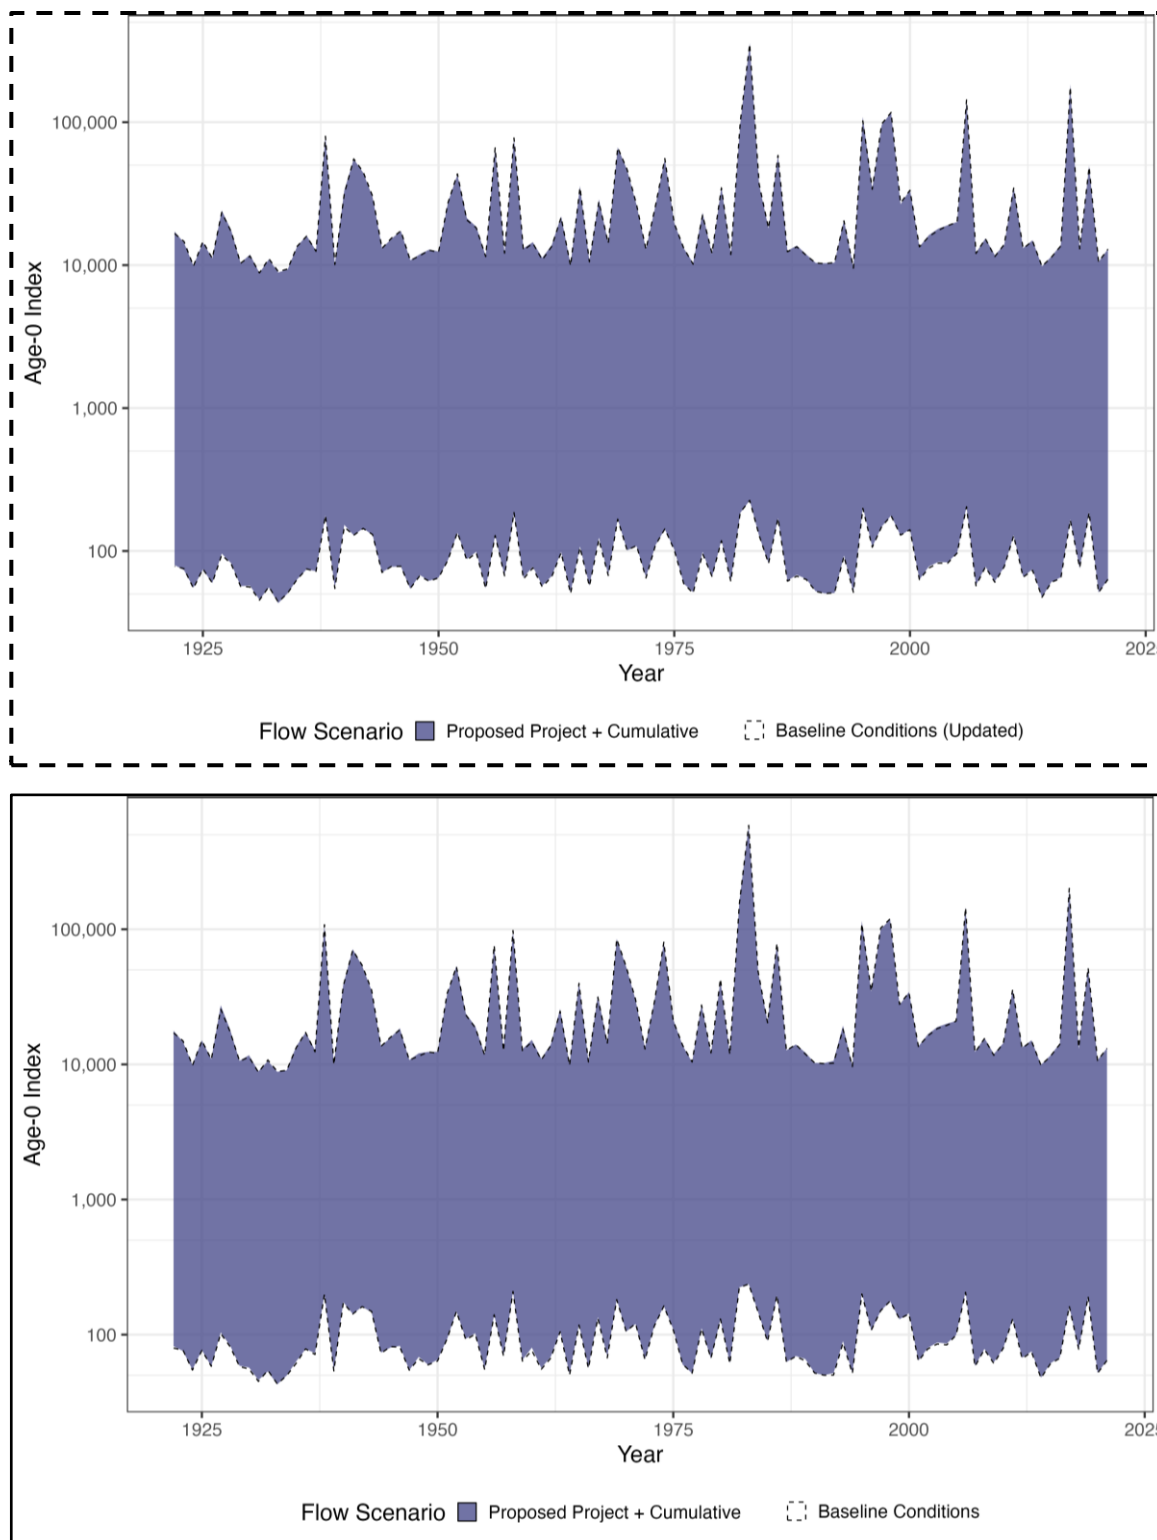 100,000
10,000
1,000
100
Age-0 Index
1925 1950 1975 2000 202
Year
Flow Scenario Proposed Project + Cumulative Baseline Conditions (Updated)
100,000
10,000
1,000
100
Age-0 Index
1925 1950 1975 2000 2025
Year
Flow Scenario Proposed Project + Cumulative Baseline Conditions